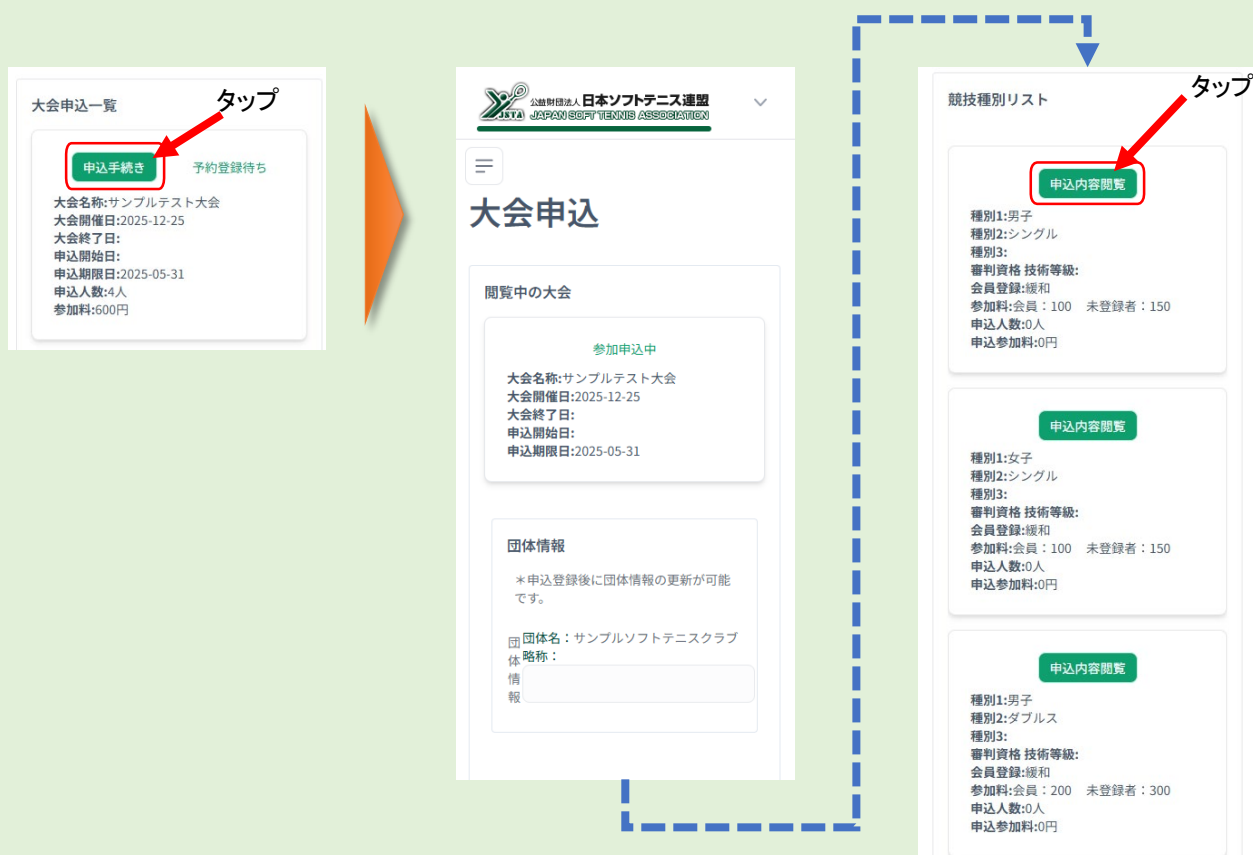 大会申込一覧
タップ
申込手続き 予約登録待ち
大会名称:サンプルテスト大会
大会開催日:2025-12-25
大会終了日:
申込開始日:
申込期限日:2025-05-31
申込人数:4人
参加料:600円
公益財団法人 日本ソフトテニス連盟
JSTA JAPAN SOFT TENNIS ASSOCIATION
大会申込
閲覧中の大会
参加申込中
大会名称:サンプルテスト大会
大会開催日:2025-12-25
大会終了日:
申込開始日:
申込期限日:2025-05-31
団体情報
＊申込登録後に団体情報の更新が可能
です。
団体情報
団体名：サンプルソフトテニスクラブ
略称：
競技種別リスト
タップ
申込内容閲覧
種別1:男子
種別2:シングル
種別3:
審判資格 技術等級:
会員登録:緩和
参加料:会員：100　未登録者：150
申込人数:0人
申込参加料:0円
申込内容閲覧
種別1:女子
種別2:シングル
種別3:
審判資格 技術等級:
会員登録:緩和
参加料:会員：100　未登録者：150
申込人数:0人
申込参加料:0円
申込内容閲覧
種別1:男子
種別2:ダブルス
種別3:
審判資格 技術等級:
会員登録:緩和
参加料:会員：200　未登録者：300
申込人数:0人
申込参加料:0円